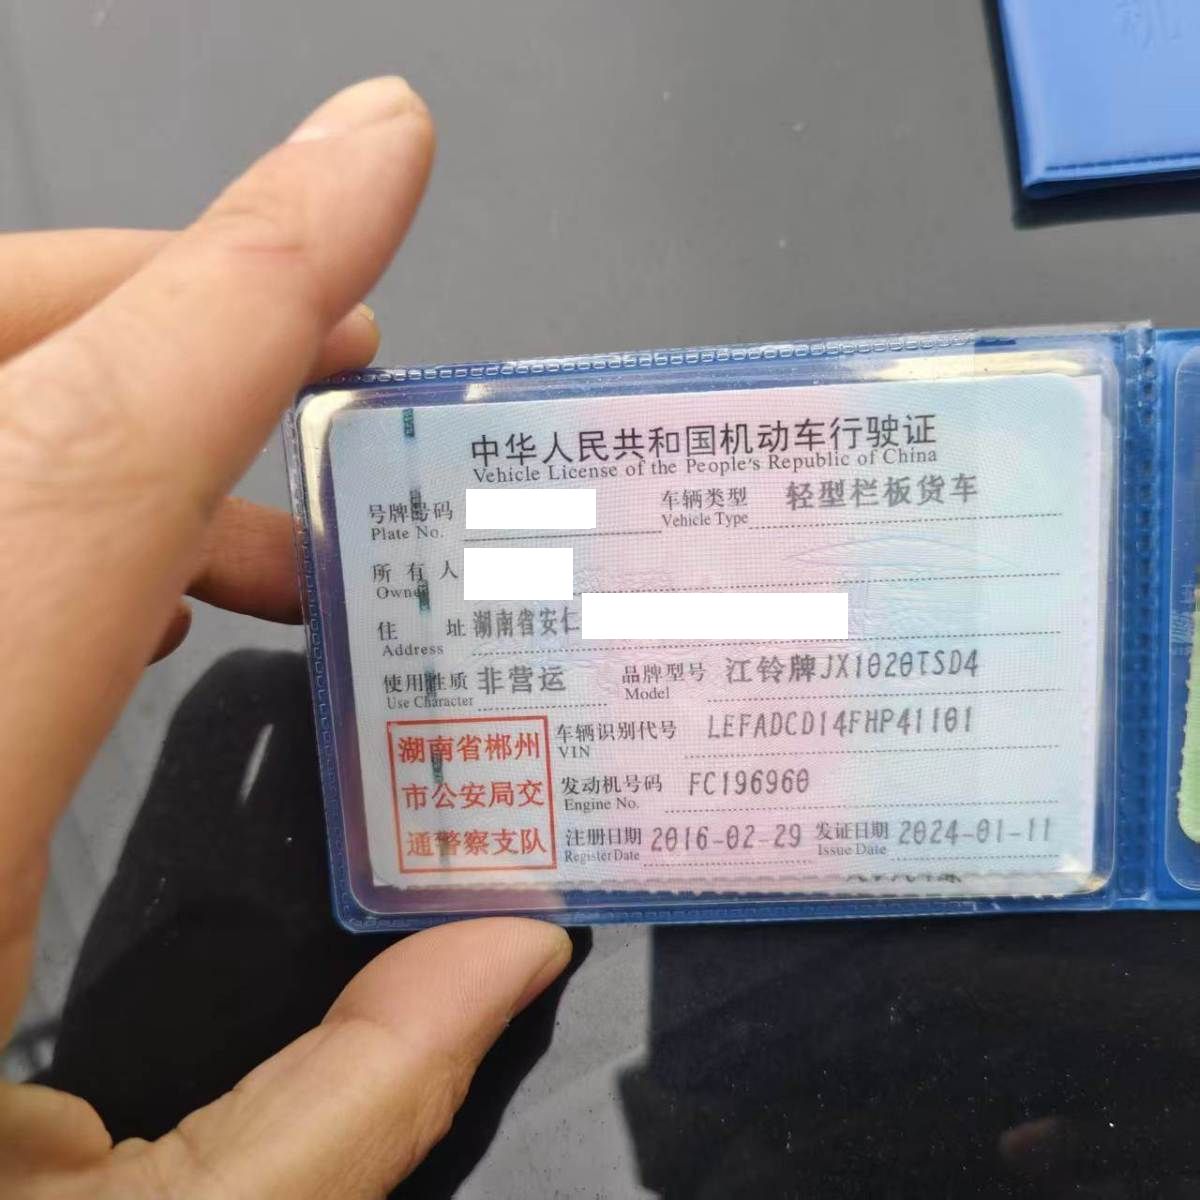 机
中华人民共和国机动车行驶证
Vehicle License of the People's Republic of China
号牌号码 车辆类型 轻型栏板货车
Plate No. Vehicle Type
所有人
Owner
住址 湖南省安仁
Address
使用性质 非营运 品牌型号 江铃牌JX1020TSD4
Use Character Model
车辆识别代号 LEFADCD14FHP41101
VIN
发动机号码 FC196960
Engine No.
注册日期 2016-02-29 发证日期 2024-01-11
Register Date Issue Date
湖南省郴州
市公安局交
通警察支队